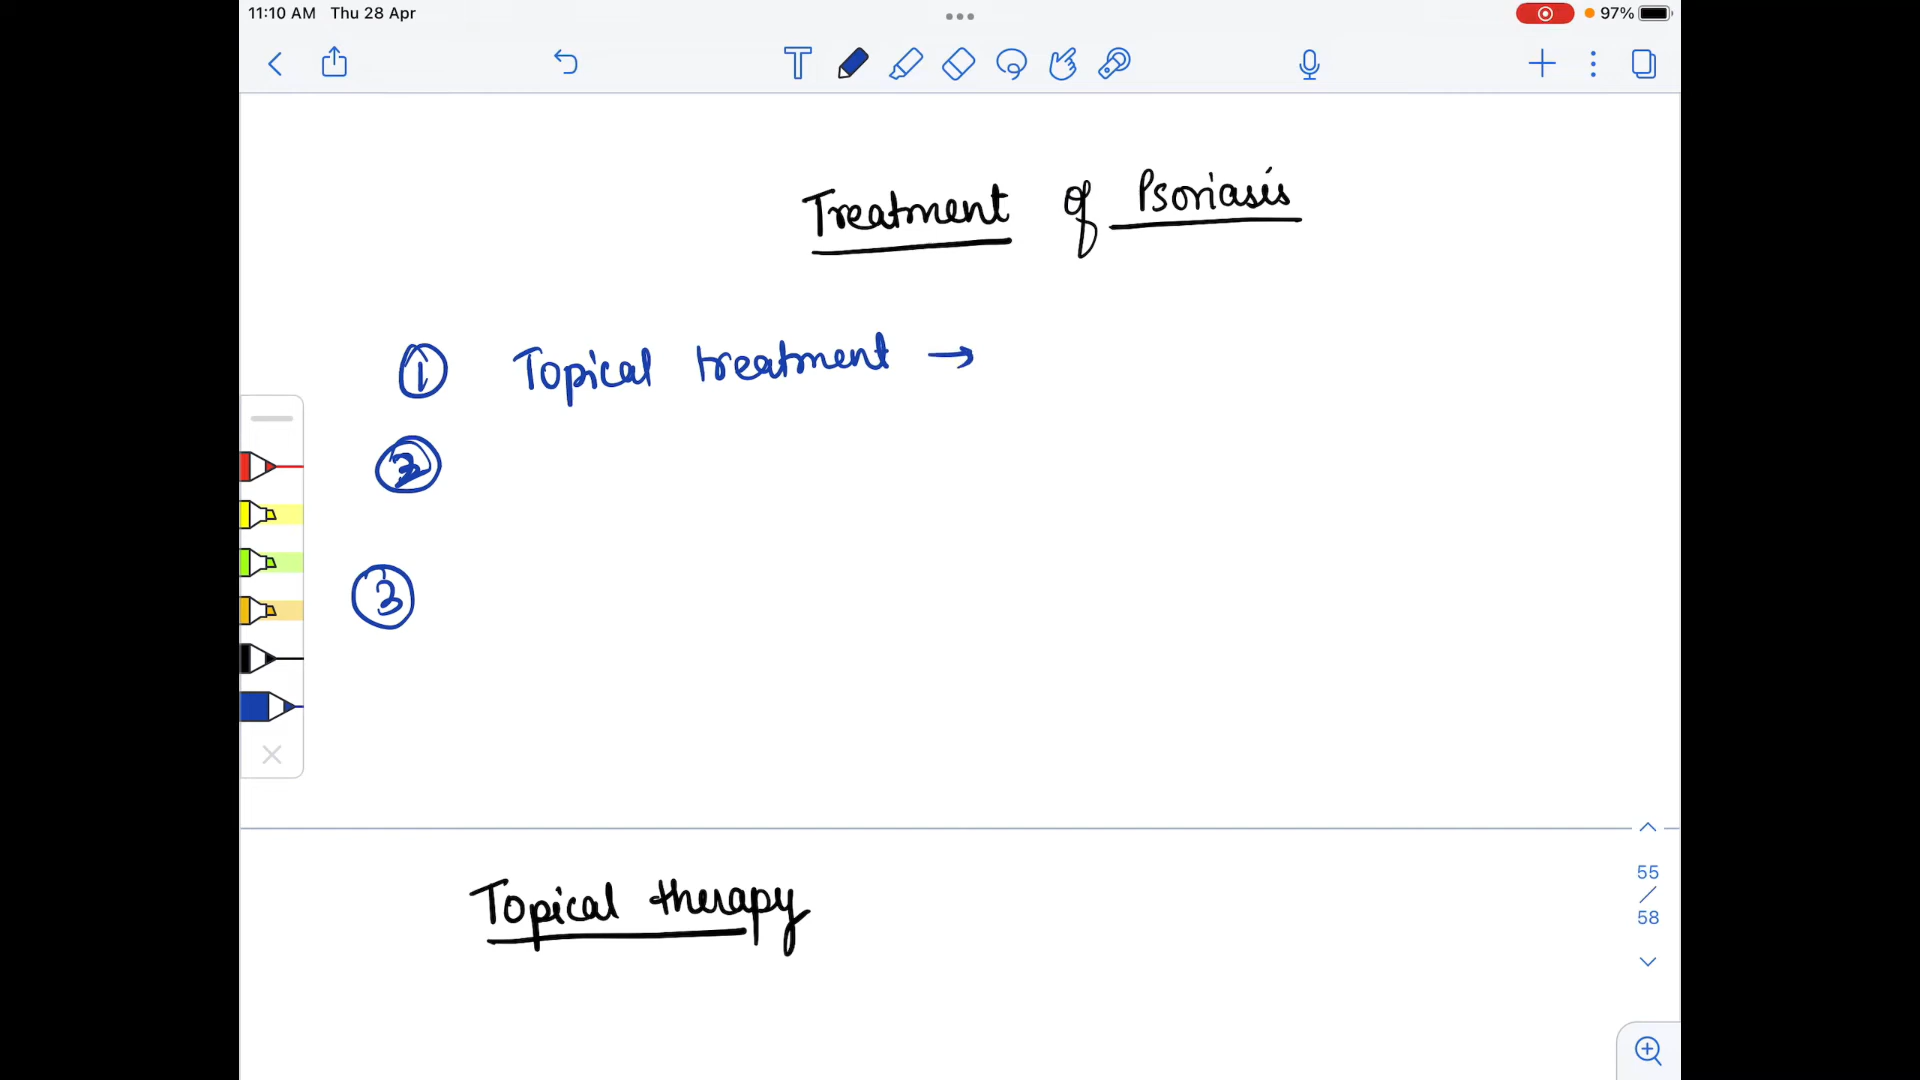 11:10 AM Thu 28 Apr
97%
Treatment of Psoriasis
① Topical treatment →
②
③
55
/
58
Topical therapy